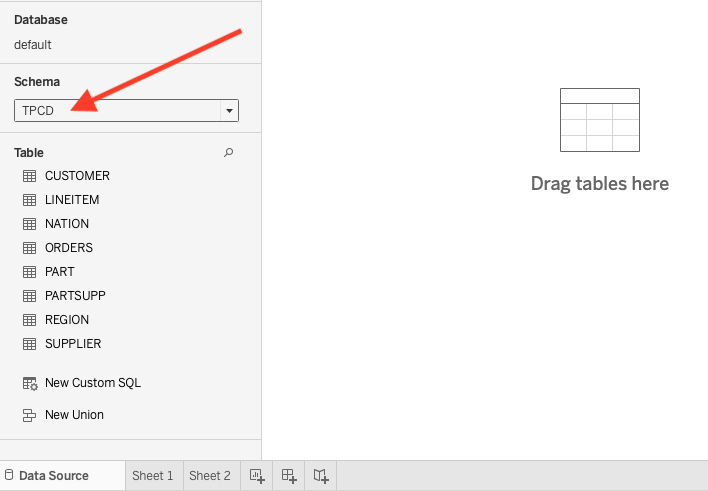 Database
default
Schema
TPCD
Table
CUSTOMER
LINEITEM
NATION
ORDERS
PART
PARTSUPP
REGION
SUPPLIER
New Custom SQL
New Union
Drag tables here
Data Source
Sheet 1
Sheet 2